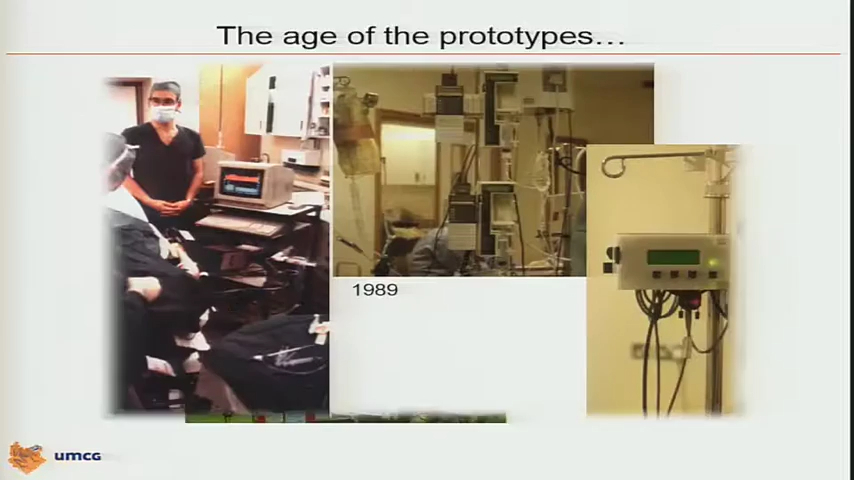 The age of the prototypes…
1989
umcg